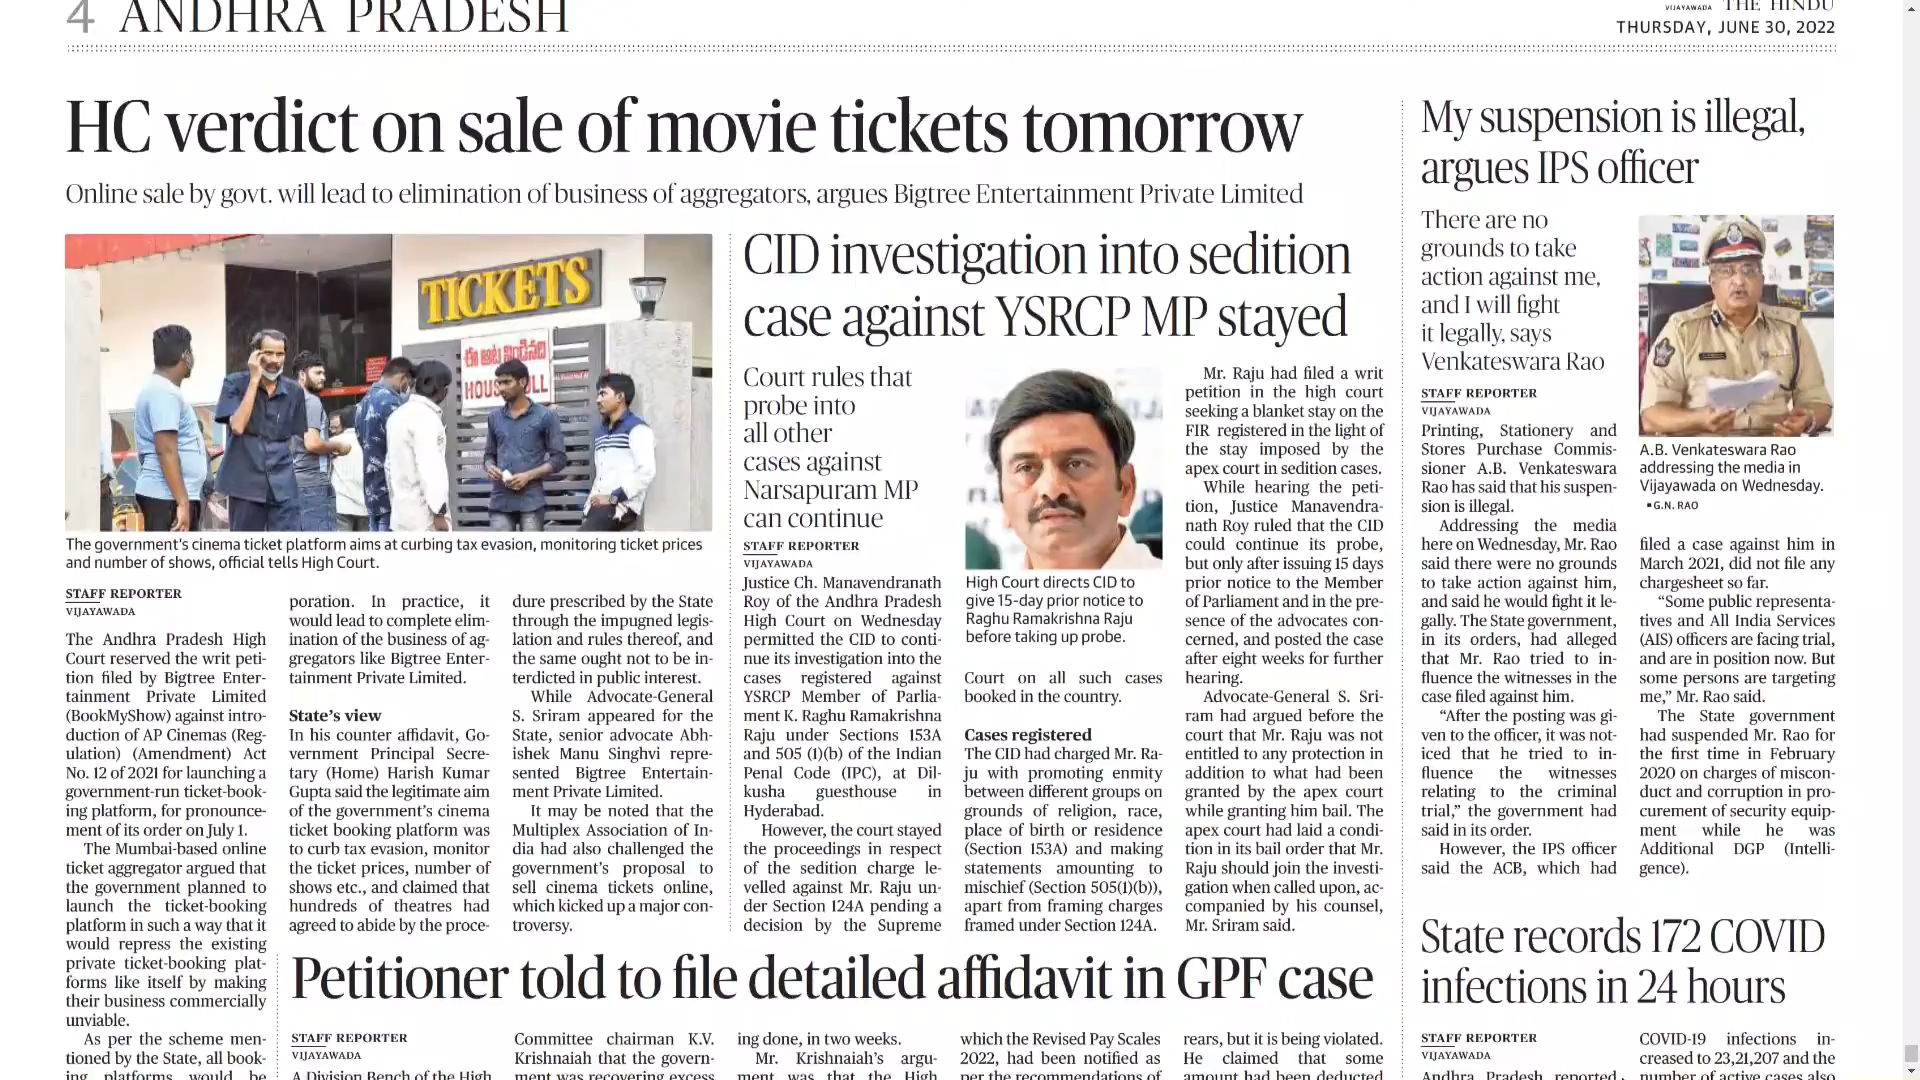 4 ANDHRA PRADESH
VIJAYAWADA THE HINDU
THURSDAY, JUNE 30, 2022
HC verdict on sale of movie tickets tomorrow
Online sale by govt. will lead to elimination of business of aggregators, argues Bigtree Entertainment Private Limited
TICKETS
ఈ ఆట నిండినది
HOUSE FULL
The government's cinema ticket platform aims at curbing tax evasion, monitoring ticket prices
and number of shows, official tells High Court.
STAFF REPORTER
VIJAYAWADA
The Andhra Pradesh High
Court reserved the writ peti-
tion filed by Bigtree Enter-
tainment Private Limited
(BookMyShow) against intro-
duction of AP Cinemas (Reg-
ulation) (Amendment) Act
No. 12 of 2021 for launching a
government-run ticket-book-
ing platform, for pronounce-
ment of its order on July 1.
The Mumbai-based online
ticket aggregator argued that
the government planned to
launch the ticket-booking
platform in such a way that it
would repress the existing
private ticket-booking plat-
forms like itself by making
their business commercially
unviable.
As per the scheme men-
tioned by the State, all book-
ing platforms would be
poration. In practice, it
would lead to complete elim-
ination of the business of ag-
gregators like Bigtree Enter-
tainment Private Limited.
State's view
In his counter affidavit, Go-
vernment Principal Secre-
tary (Home) Harish Kumar
Gupta said the legitimate aim
of the government's cinema
ticket booking platform was
to curb tax evasion, monitor
the ticket prices, number of
shows etc., and claimed that
hundreds of theatres had
agreed to abide by the proce-
dure prescribed by the State
through the impugned legis-
lation and rules thereof, and
the same ought not to be in-
terdicted in public interest.
While Advocate-General
S. Sriram appeared for the
State, senior advocate Abh-
ishek Manu Singhvi repre-
sented Bigtree Entertain-
ment Private Limited.
It may be noted that the
Multiplex Association of In-
dia had also challenged the
government's proposal to
sell cinema tickets online,
which kicked up a major con-
troversy.
CID investigation into sedition
case against YSRCP MP stayed
Court rules that
probe into
all other
cases against
Narsapuram MP
can continue
STAFF REPORTER
VIJAYAWADA
Justice Ch. Manavendranath
Roy of the Andhra Pradesh
High Court on Wednesday
permitted the CID to conti-
nue its investigation into the
cases registered against
YSRCP Member of Parlia-
ment K. Raghu Ramakrishna
Raju under Sections 153A
and 505 (1)(b) of the Indian
Penal Code (IPC), at Dil-
kusha guesthouse in
Hyderabad.
However, the court stayed
the proceedings in respect
of the sedition charge le-
velled against Mr. Raju un-
der Section 124A pending a
decision by the Supreme
High Court directs CID to
give 15-day prior notice to
Raghu Ramakrishna Raju
before taking up probe.
Court on all such cases
booked in the country.
Cases registered
The CID had charged Mr. Ra-
ju with promoting enmity
between different groups on
grounds of religion, race,
place of birth or residence
(Section 153A) and making
statements amounting to
mischief (Section 505(1)(b)),
apart from framing charges
framed under Section 124A.
Mr. Raju had filed a writ
petition in the high court
seeking a blanket stay on the
FIR registered in the light of
the stay imposed by the
apex court in sedition cases.
While hearing the peti-
tion, Justice Manavendra-
nath Roy ruled that the CID
could continue its probe,
but only after issuing 15 days
prior notice to the Member
of Parliament and in the pre-
sence of the advocates con-
cerned, and posted the case
after eight weeks for further
hearing.
Advocate-General S. Sri-
ram had argued before the
court that Mr. Raju was not
entitled to any protection in
addition to what had been
granted by the apex court
while granting him bail. The
apex court had laid a condi-
tion in its bail order that Mr.
Raju should join the investi-
gation when called upon, ac-
companied by his counsel,
Mr. Sriram said.
My suspension is illegal,
argues IPS officer
There are no
grounds to take
action against me,
and I will fight
it legally, says
Venkateswara Rao
STAFF REPORTER
VIJAYAWADA
Printing, Stationery and
Stores Purchase Commis-
sioner A.B. Venkateswara
Rao has said that his suspen-
sion is illegal.
Addressing the media
here on Wednesday, Mr. Rao
said there were no grounds
to take action against him,
and said he would fight it le-
gally. The State government,
in its orders, had alleged
that Mr. Rao tried to in-
fluence the witnesses in the
case filed against him.
"After the posting was gi-
ven to the officer, it was not-
iced that he tried to in-
fluence the witnesses
relating to the criminal
trial," the government had
said in its order.
However, the IPS officer
said the ACB, which had
A.B. Venkateswara Rao
addressing the media in
Vijayawada on Wednesday.
▪ G.N. RAO
filed a case against him in
March 2021, did not file any
chargesheet so far.
"Some public representa-
tives and All India Services
(AIS) officers are facing trial,
and are in position now. But
some persons are targeting
me," Mr. Rao said.
The State government
had suspended Mr. Rao for
the first time in February
2020 on charges of miscon-
duct and corruption in pro-
curement of security equip-
ment while he was
Additional DGP (Intelli-
gence).
Petitioner told to file detailed affidavit in GPF case
STAFF REPORTER
VIJAYAWADA
A Division Bench of the High
Committee chairman K.V.
Krishnaiah that the govern-
ment was recovering excess
ing done, in two weeks.
Mr. Krishnaiah's argu-
ment was that the High
which the Revised Pay Scales
2022, had been notified as
per the recommendations of
rears, but it is being violated.
He claimed that some
amount had been deducted
State records 172 COVID
infections in 24 hours
STAFF REPORTER
VIJAYAWADA
Andhra Pradesh reported
COVID-19 infections in-
creased to 23,21,207 and the
number of active cases also